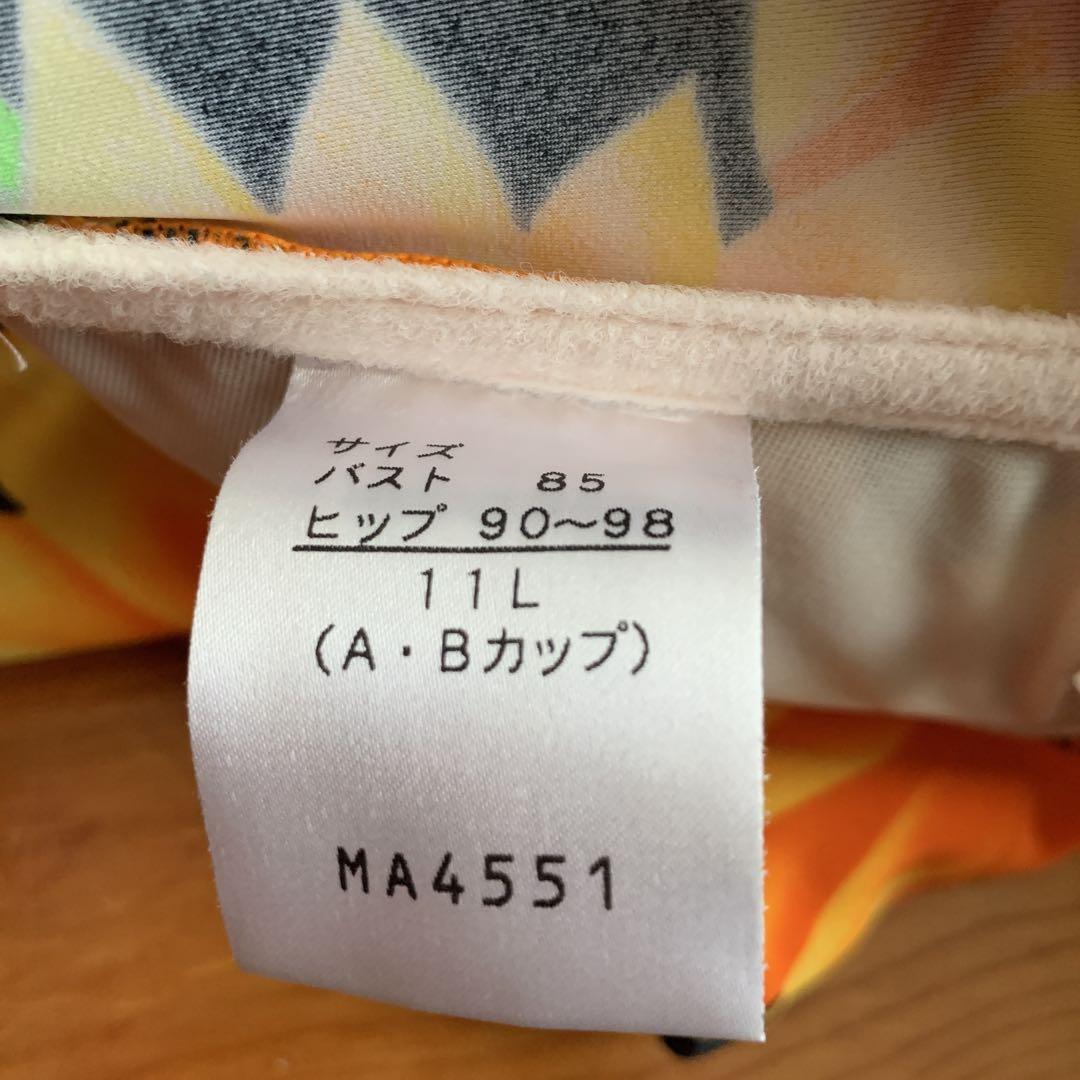 サイズ
バスト 85
ヒップ 90～98
11L
(A・Bカップ)
MA4551